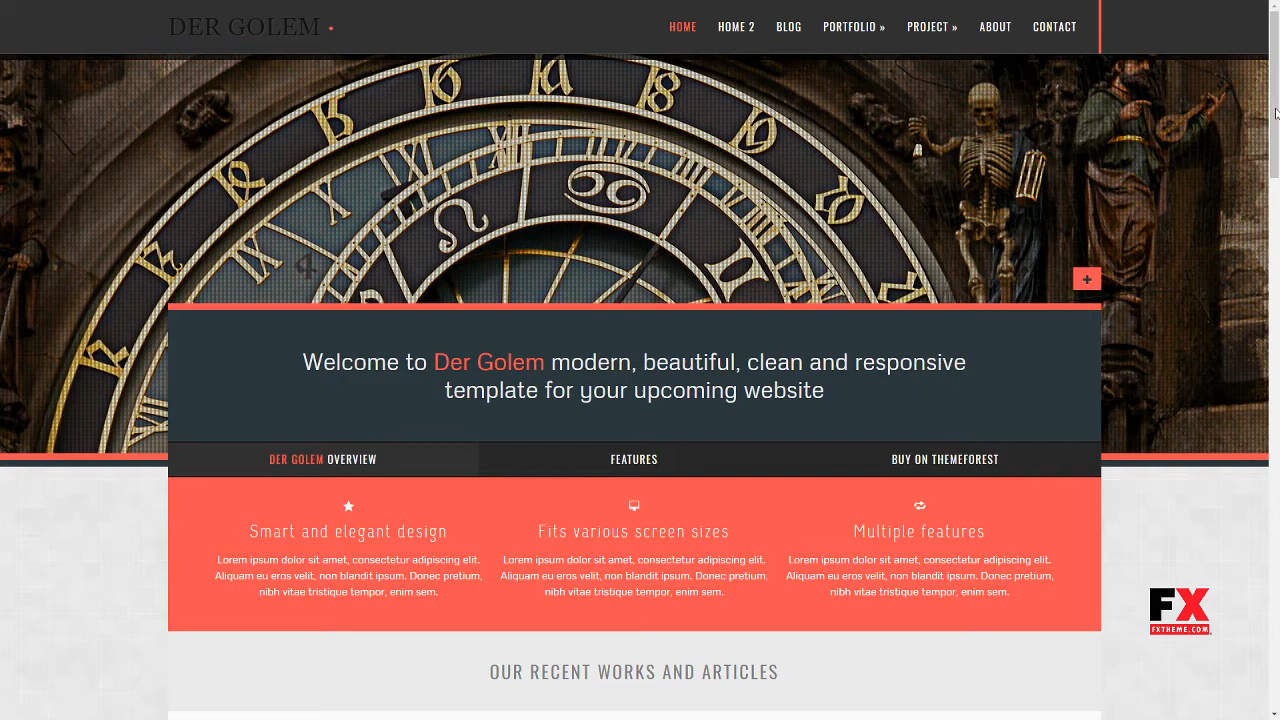 DER GOLEM
HOME HOME 2 BLOG PORTFOLIO » PROJECT » ABOUT CONTACT
Welcome to Der Golem modern, beautiful, clean and responsive
template for your upcoming website
DER GOLEM OVERVIEW
FEATURES
BUY ON THEMEFOREST
Smart and elegant design
Lorem ipsum dolor sit amet, consectetur adipiscing elit.
Aliquam eu eros velit, non blandit ipsum. Donec pretium,
nibh vitae tristique tempor, enim sem.
Fits various screen sizes
Lorem ipsum dolor sit amet, consectetur adipiscing elit.
Aliquam eu eros velit, non blandit ipsum. Donec pretium,
nibh vitae tristique tempor, enim sem.
Multiple features
Lorem ipsum dolor sit amet, consectetur adipiscing elit.
Aliquam eu eros velit, non blandit ipsum. Donec pretium,
nibh vitae tristique tempor, enim sem.
FX
FXTHEME.COM
OUR RECENT WORKS AND ARTICLES